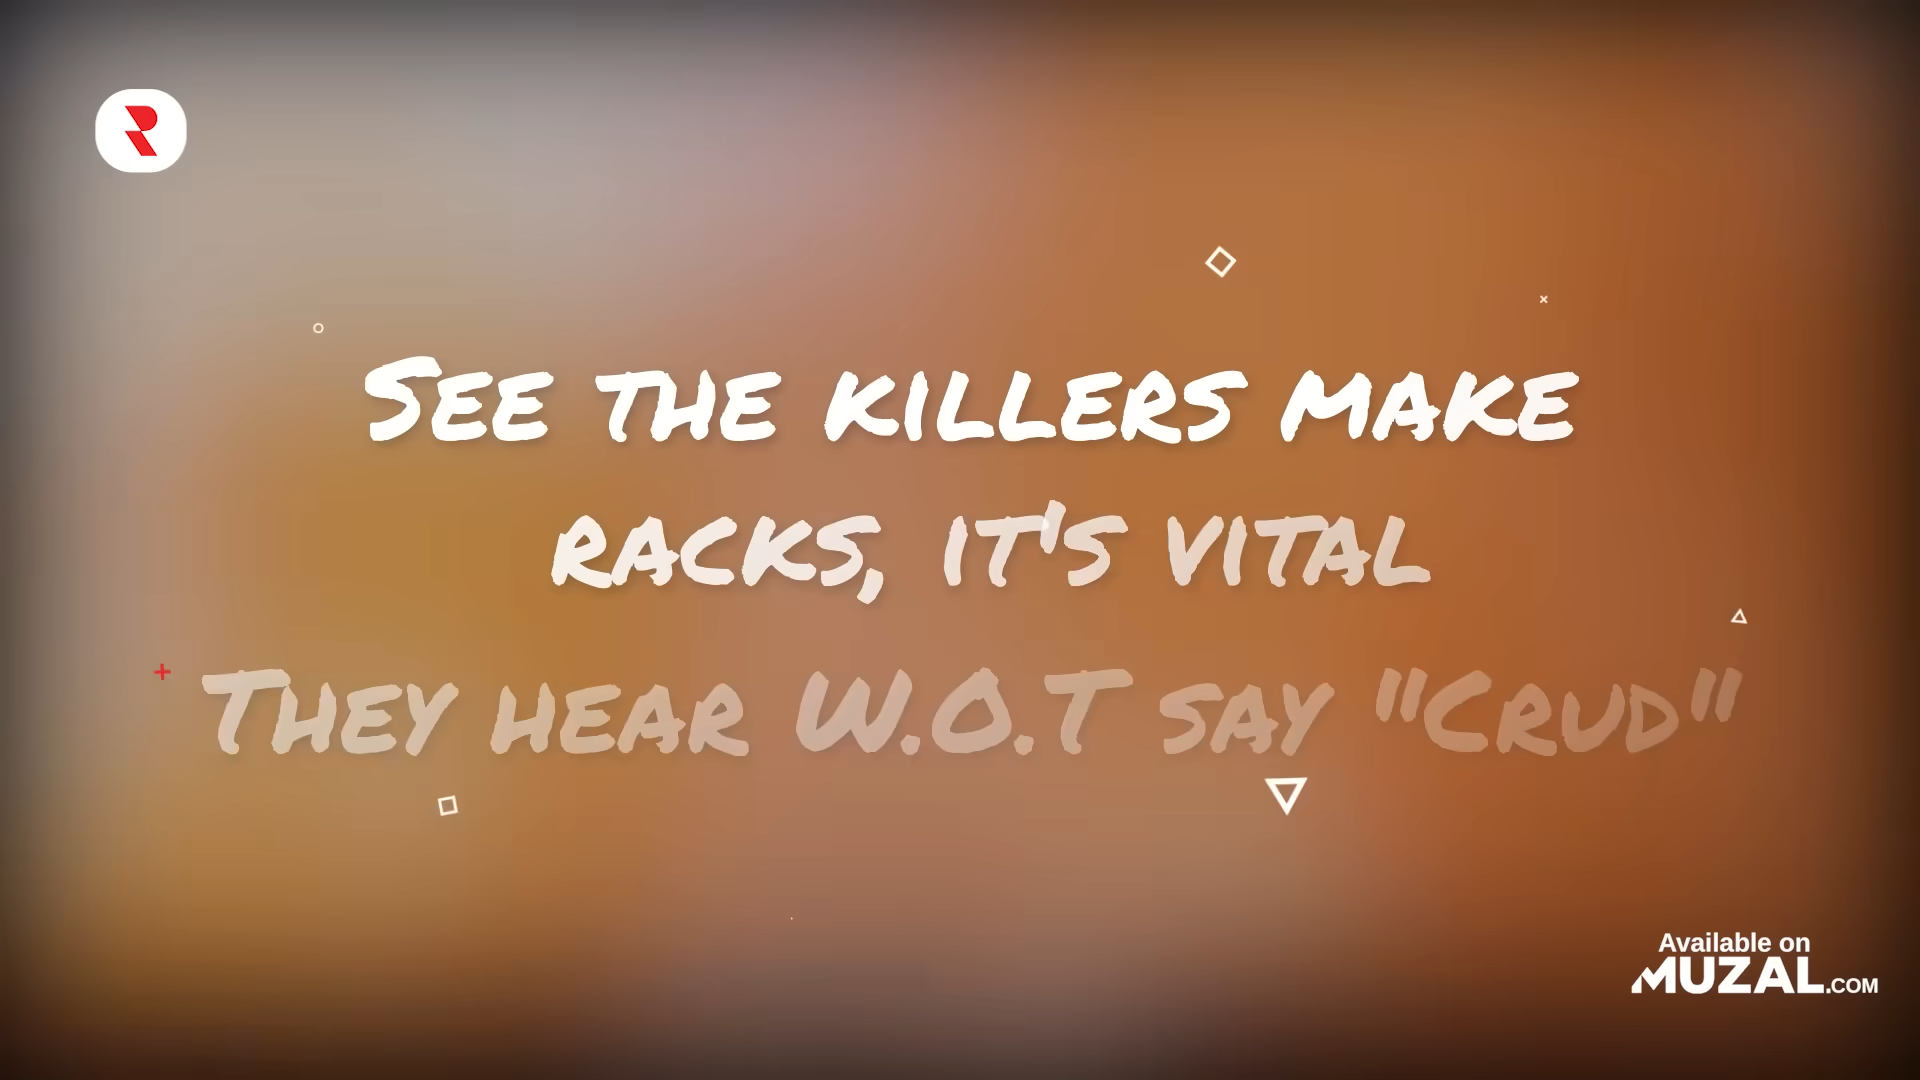 See the killers make
racks, it's vital
They hear W.O.T say "Crud"
Available on
MUZAL.COM